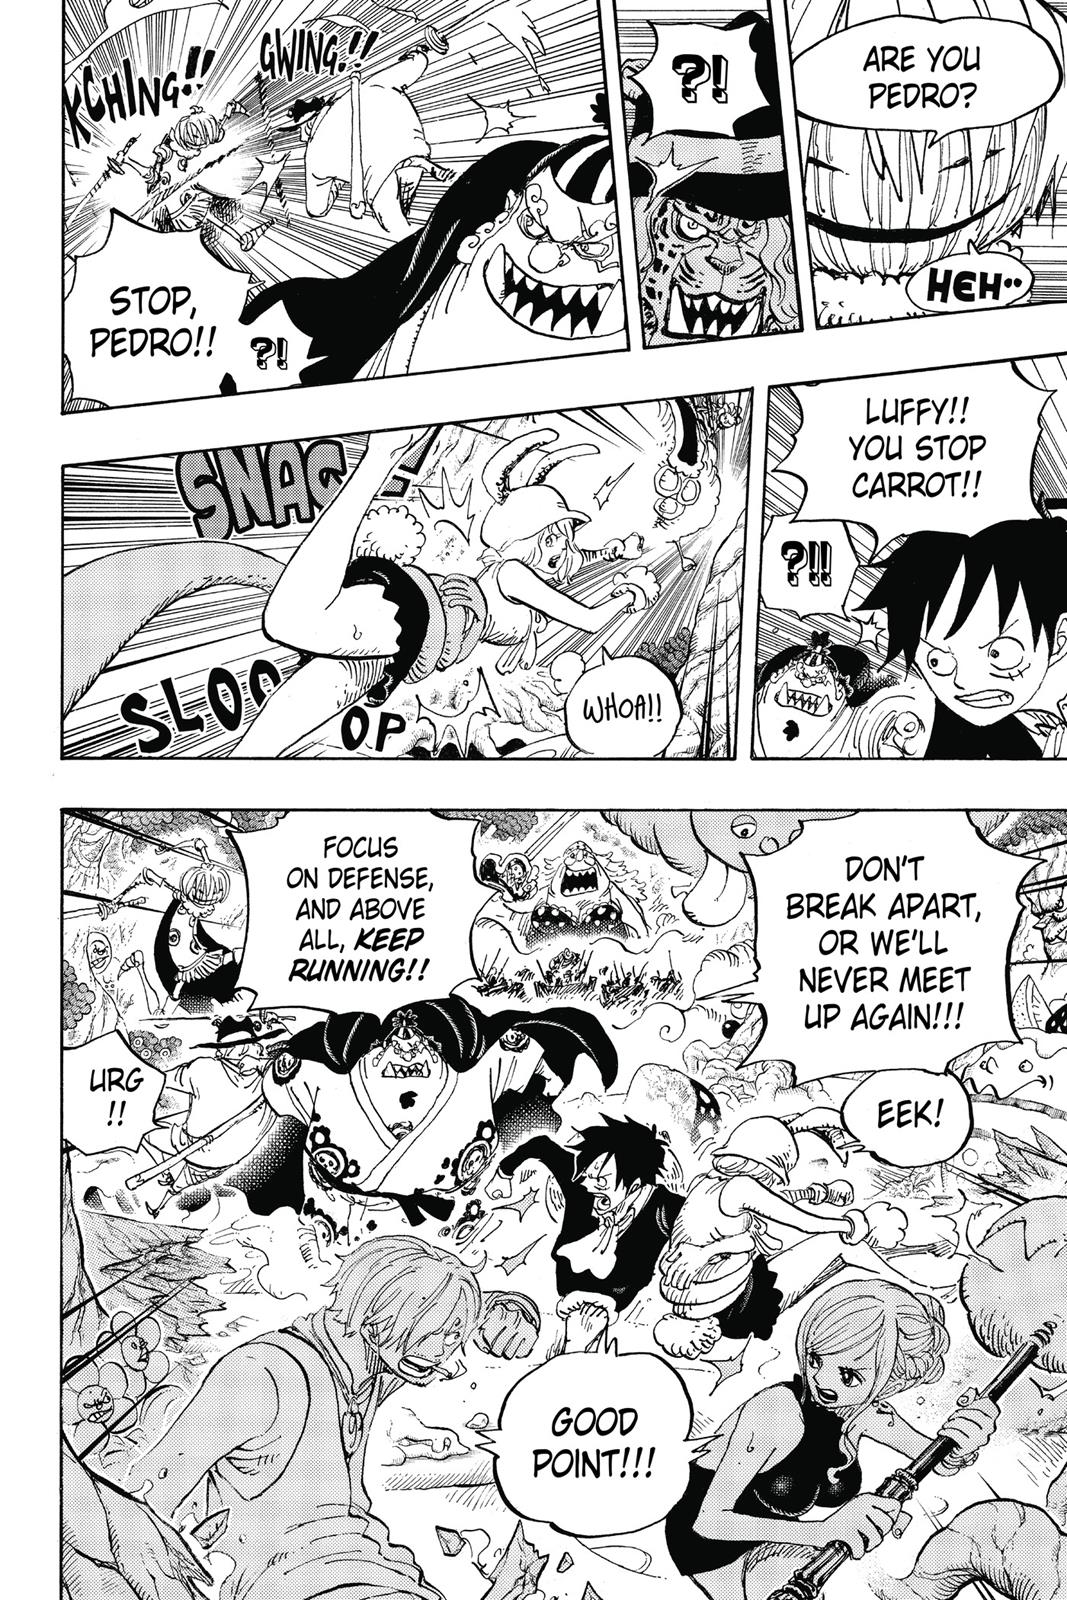 ARE YOU
PEDRO?
HEH..
?!
GWING!!
KCHING!!
STOP,
PEDRO!!
?!
LUFFY!!
YOU STOP
CARROT!!
?!!
WHOA!!
SLOO
OP
DON'T
BREAK APART,
OR WE'LL
NEVER MEET
UP AGAIN!!!
EEK!
FOCUS
ON DEFENSE,
AND ABOVE
ALL, KEEP
RUNNING!!
URG
!!
GOOD
POINT!!!